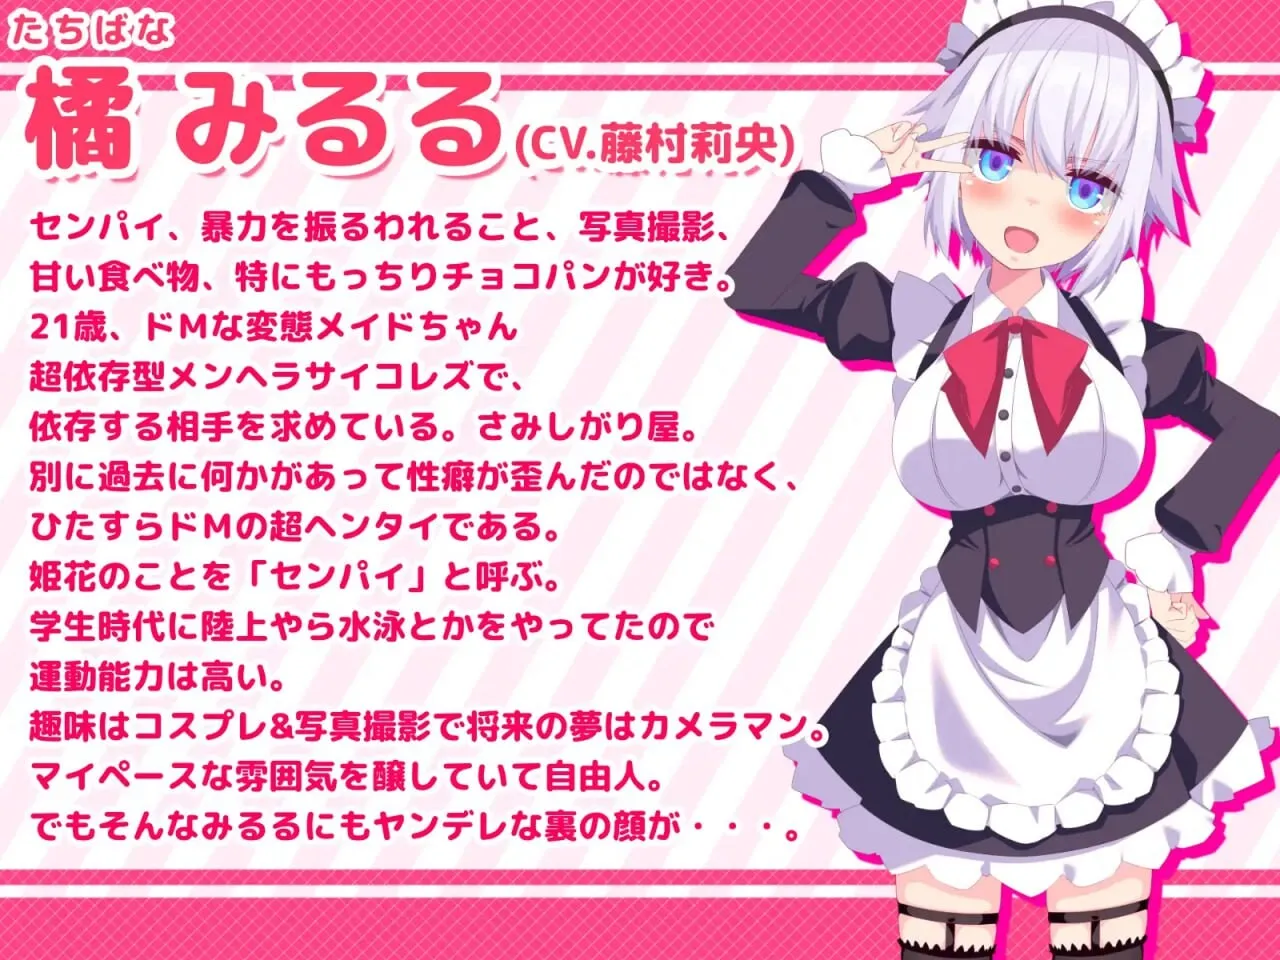 たちばな
橘 みるる(CV.藤村莉央)
センパイ、暴力を振るわれること、写真撮影、
甘い食べ物、特にもっちりチョコパンが好き。
21歳、ドMな変態メイドちゃん
超依存型メンヘラサイコレズで、
依存する相手を求めている。さみしがり屋。
別に過去に何かがあって性癖が歪んだのではなく、
ひたすらドMの超ヘンタイである。
姫花のことを「センパイ」と呼ぶ。
学生時代に陸上やら水泳とかをやってたので
運動能力は高い。
趣味はコスプレ&写真撮影で将来の夢はカメラマン。
マイペースな雰囲気を醸していて自由人。
でもそんなみるるにもヤンデレな裏の顔が・・・。